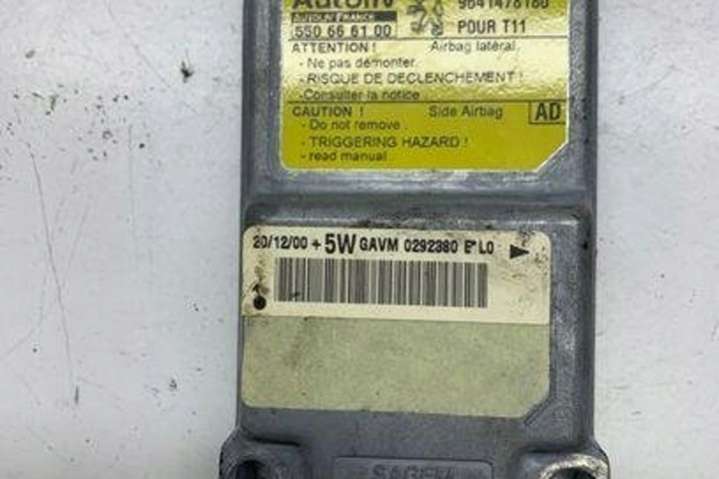 Autoliv 9641478180
AUTOLIV FRANCE
550 66 61 00 POUR T11
ATTENTION ! Airbag latéral.
- Ne pas démonter.
- RISQUE DE DECLENCHEMENT !
-Consulter la notice.
CAUTION ! Side Airbag AD
- Do not remove.
- TRIGGERING HAZARD !
- read manual.
20/12/00 + 5W GAVM 0292380 E* L0
SAGEM